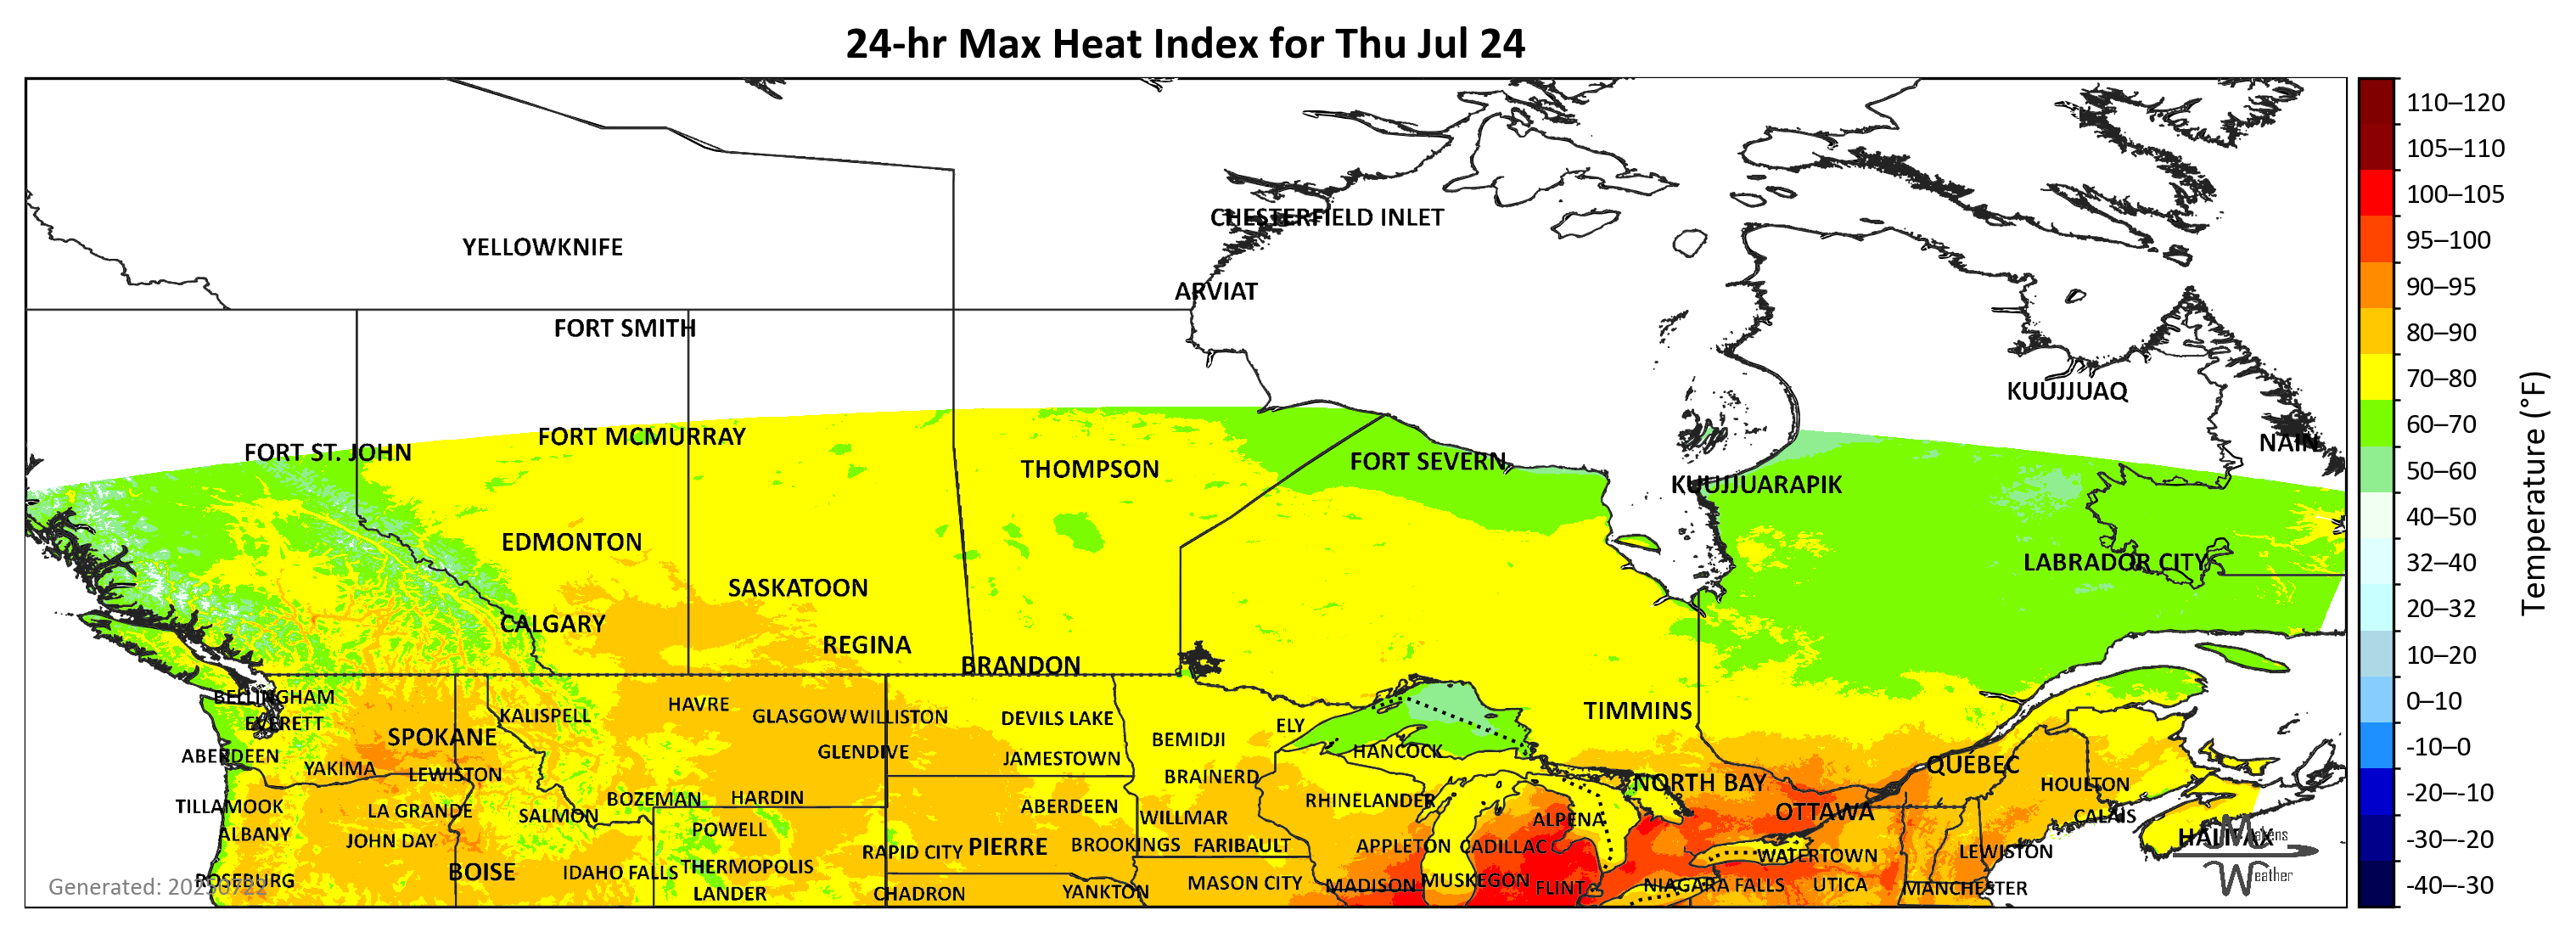 24-hr Max Heat Index for Thu Jul 24
110–120
105–110
100–105
95–100
90–95
80–90
70–80
60–70
50–60
40–50
32–40
20–32
10–20
0–10
-10–0
-20–-10
-30–-20
-40–-30
Temperature (°F)
CHESTERFIELD INLET
YELLOWKNIFE
ARVIAT
FORT SMITH
KUUJJUAQ
FORT MCMURRAY
NAIN
FORT ST. JOHN
FORT SEVERN
THOMPSON
KUUJJUARAPIK
EDMONTON
LABRADOR CITY
SASKATOON
CALGARY
REGINA
BRANDON
BELLINGHAM
HAVRE
TIMMINS
KALISPELL
GLASGOW
WILLISTON
DEVILS LAKE
EVERETT
ELY
SPOKANE
BEMIDJI
HANCOCK
GLENDIVE
ABERDEEN
JAMESTOWN
QUÉBEC
YAKIMA
LEWISTON
BRAINERD
NORTH BAY
HOULTON
BOZEMAN
HARDIN
RHINELANDER
TILLAMOOK
ABERDEEN
LA GRANDE
SALMON
WILLMAR
OTTAWA
CALAIS
ALPENA
POWELL
ALBANY
HALIFAX
JOHN DAY
PIERRE
BROOKINGS
FARIBAULT
APPLETON
CADILLAC
RAPID CITY
LEWISTON
WATERTOWN
THERMOPOLIS
BOISE
IDAHO FALLS
ROSEBURG
MUSKEGON
MASON CITY
MADISON
FLINT
NIAGARA FALLS
UTICA
MANCHESTER
LANDER
CHADRON
YANKTON
Makens
Weather
Generated: 20250722